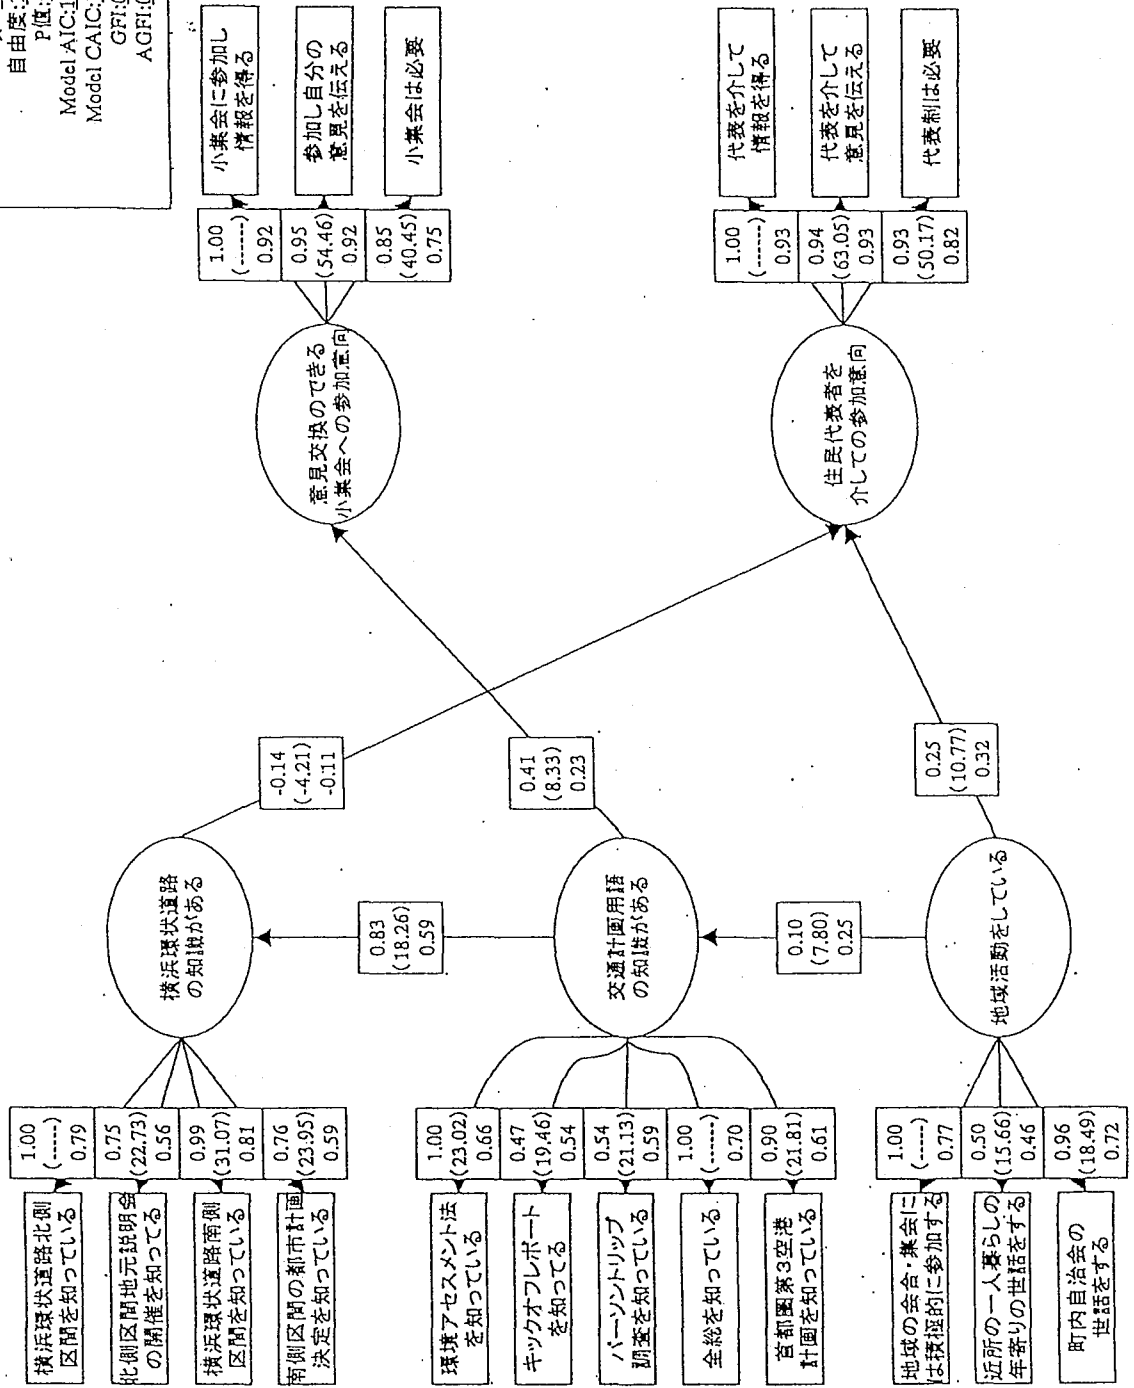 自由度:
P値:
Model AIC:1
Model CAIC:
GFI:0
AGFI:0
横浜環状道路北側
区間を知っている
1.00
(------)
0.79
北側区間地元説明会
の開催を知ってる
0.75
(22.73)
0.56
横浜環状道路南側
区間を知っている
0.99
(31.07)
0.81
南側区間の都市計画
決定を知っている
0.76
(23.95)
0.59
横浜環状道路
の知識がある
環境アセスメント法
を知っている
1.00
(23.02)
0.66
キックオフレポート
を知ってる
0.47
(19.46)
0.54
パーソントリップ
調査を知っている
0.54
(21.13)
0.59
全総を知っている
1.00
(------)
0.70
首都圏第3空港
計画を知っている
0.90
(21.81)
0.61
交通計画用語
の知識がある
地域の会合・集会に
は積極的に参加する
1.00
(------)
0.77
近所の一人暮らしの
年寄りの世話をする
0.50
(15.66)
0.46
町内自治会の
世話をする
0.96
(18.49)
0.72
地域活動をしている
0.83
(18.26)
0.59
0.10
(7.80)
0.25
-0.14
(-4.21)
-0.11
0.41
(8.33)
0.23
0.25
(10.77)
0.32
意見交換のできる
小集会への参加意向
1.00
(------)
0.92
小集会に参加し
情報を得る
0.95
(54.46)
0.92
参加し自分の
意見を伝える
0.85
(40.45)
0.75
小集会は必要
住民代表者を
介しての参加意向
1.00
(------)
0.93
代表を介して
情報を得る
0.94
(63.05)
0.93
代表を介して
意見を伝える
0.93
(50.17)
0.82
代表制は必要